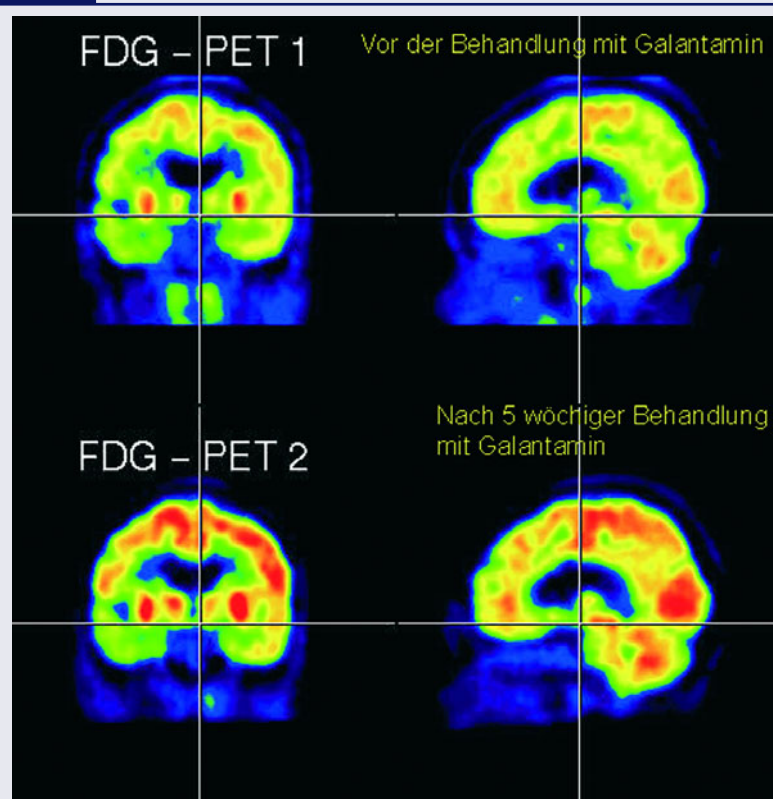 FDG – PET 1
Vor der Behandlung mit Galantamin
FDG – PET 2
Nach 5 wöchiger Behandlung
mit Galantamin